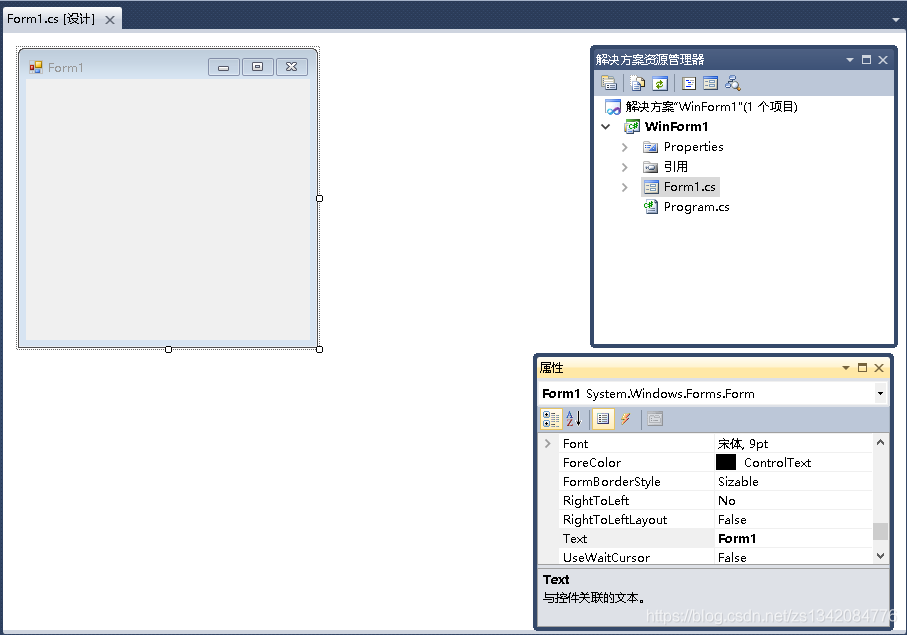 Form1.cs [设计]
Form1
解决方案资源管理器
解决方案"WinForm1"(1 个项目)
WinForm1
Properties
引用
Form1.cs
Program.cs
属性
Form1 System.Windows.Forms.Form
Font 宋体, 9pt
ForeColor ControlText
FormBorderStyle Sizable
RightToLeft No
RightToLeftLayout False
Text Form1
UseWaitCursor False
Text
与控件关联的文本。
https://blog.csdn.net/zs1342084776